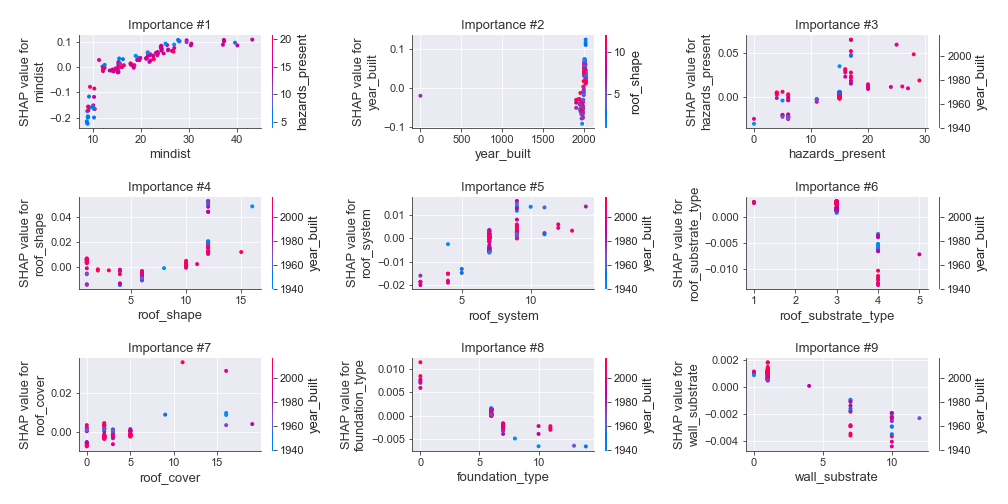 Importance #1
SHAP value for
mindist
0.1
0.0
−0.1
−0.2
10
20
30
40
mindist
20
15
10
5
hazards_present
Importance #2
SHAP value for
year_built
0.1
0.0
−0.1
0
500
1000
1500
2000
year_built
10
5
roof_shape
Importance #3
SHAP value for
hazards_present
0.05
0.00
0
10
20
30
hazards_present
2000
1980
1960
1940
year_built
Importance #4
SHAP value for
roof_shape
0.04
0.02
0.00
5
10
15
roof_shape
2000
1980
1960
1940
year_built
Importance #5
SHAP value for
roof_system
0.01
0.00
−0.01
−0.02
5
10
roof_system
2000
1980
1960
1940
year_built
Importance #6
SHAP value for
roof_substrate_type
0.000
−0.005
−0.010
1
2
3
4
5
roof_substrate_type
2000
1980
1960
1940
year_built
Importance #7
SHAP value for
roof_cover
0.02
0.00
0
5
10
15
roof_cover
2000
1980
1960
1940
year_built
Importance #8
SHAP value for
foundation_type
0.010
0.005
0.000
−0.005
0
5
10
foundation_type
2000
1980
1960
1940
year_built
Importance #9
SHAP value for
wall_substrate
0.002
0.000
−0.002
−0.004
0
5
10
wall_substrate
2000
1980
1960
1940
year_built